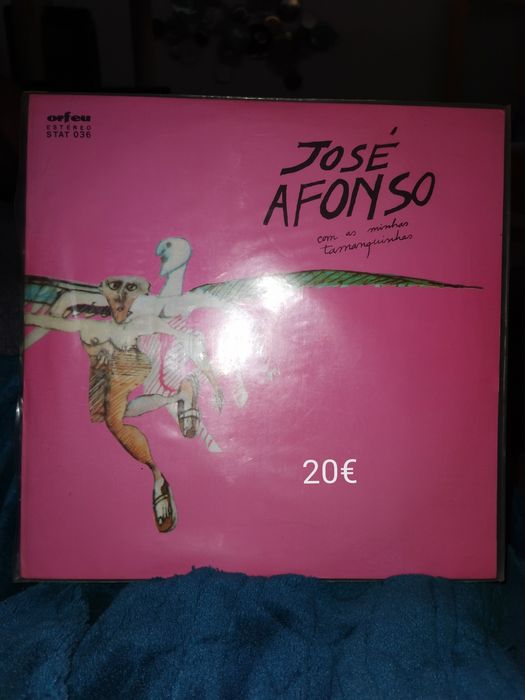 orfeu
ESTEREO
STAT 036
JOSÉ
AFONSO
com as minhas
tamanquinhas
20€